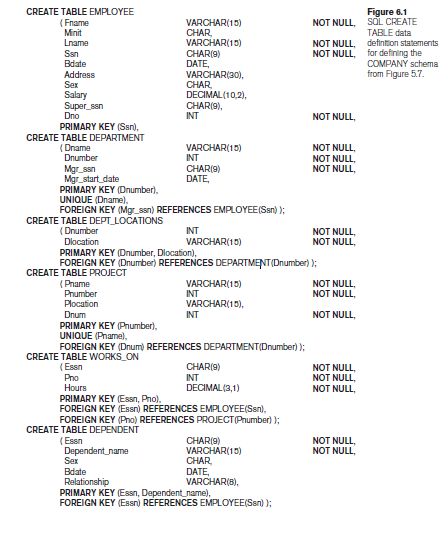 CREATE TABLE EMPLOYEE
( Fname VARCHAR(15) NOT NULL,
Minit CHAR,
Lname VARCHAR(15) NOT NULL,
Ssn CHAR(9) NOT NULL,
Bdate DATE,
Address VARCHAR(30),
Sex CHAR,
Salary DECIMAL(10,2),
Super_ssn CHAR(9),
Dno INT NOT NULL,
PRIMARY KEY (Ssn),
CREATE TABLE DEPARTMENT
( Dname VARCHAR(15) NOT NULL,
Dnumber INT NOT NULL,
Mgr_ssn CHAR(9) NOT NULL,
Mgr_start_date DATE,
PRIMARY KEY (Dnumber),
UNIQUE (Dname),
FOREIGN KEY (Mgr_ssn) REFERENCES EMPLOYEE(Ssn) );
CREATE TABLE DEPT_LOCATIONS
( Dnumber INT NOT NULL,
Dlocation VARCHAR(15) NOT NULL,
PRIMARY KEY (Dnumber, Dlocation),
FOREIGN KEY (Dnumber) REFERENCES DEPARTMENT(Dnumber) );
CREATE TABLE PROJECT
( Pname VARCHAR(15) NOT NULL,
Pnumber INT NOT NULL,
Plocation VARCHAR(15),
Dnum INT NOT NULL,
PRIMARY KEY (Pnumber),
UNIQUE (Pname),
FOREIGN KEY (Dnum) REFERENCES DEPARTMENT(Dnumber) );
CREATE TABLE WORKS_ON
( Essn CHAR(9) NOT NULL,
Pno INT NOT NULL,
Hours DECIMAL(3,1) NOT NULL,
PRIMARY KEY (Essn, Pno),
FOREIGN KEY (Essn) REFERENCES EMPLOYEE(Ssn),
FOREIGN KEY (Pno) REFERENCES PROJECT(Pnumber) );
CREATE TABLE DEPENDENT
( Essn CHAR(9) NOT NULL,
Dependent_name VARCHAR(15) NOT NULL,
Sex CHAR,
Bdate DATE,
Relationship VARCHAR(8),
PRIMARY KEY (Essn, Dependent_name),
FOREIGN KEY (Essn) REFERENCES EMPLOYEE(Ssn) );
Figure 6.1
SQL CREATE
TABLE data
definition statements
for defining the
COMPANY schema
from Figure 5.7.